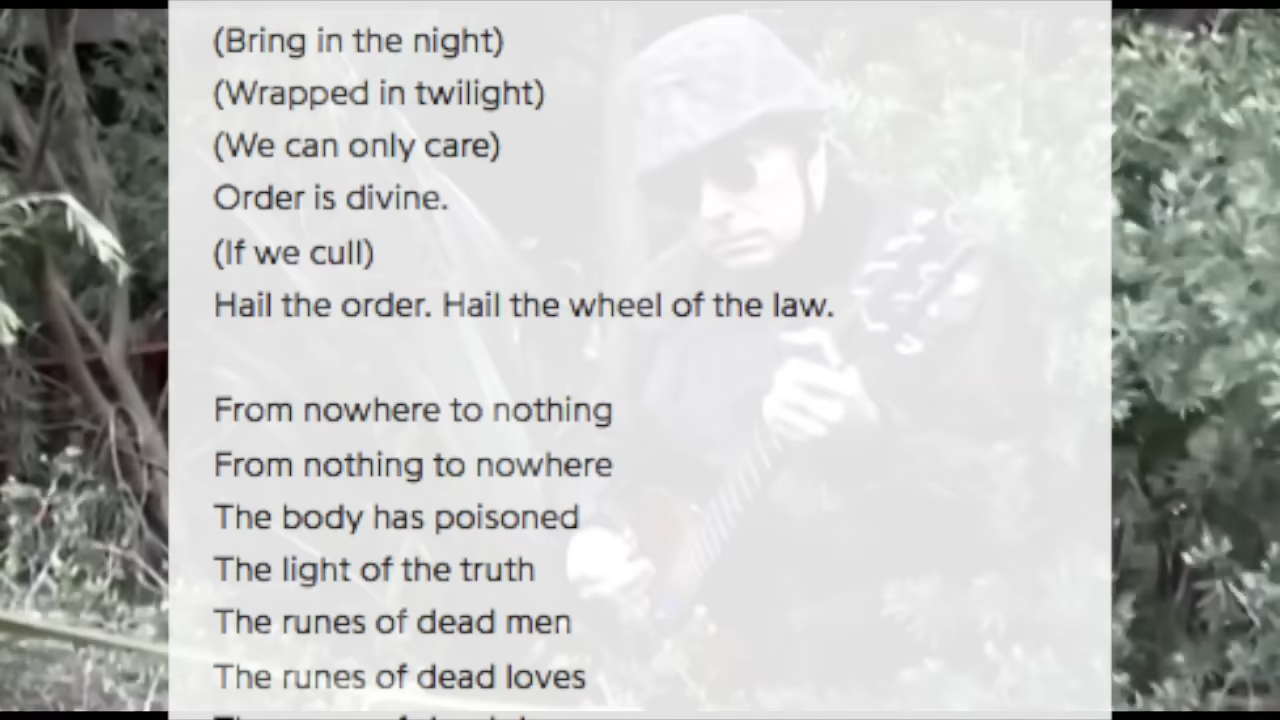 (Bring in the night)
(Wrapped in twilight)
(We can only care)
Order is divine.
(If we cull)
Hail the order. Hail the wheel of the law.
From nowhere to nothing
From nothing to nowhere
The body has poisoned
The light of the truth
The runes of dead men
The runes of dead loves